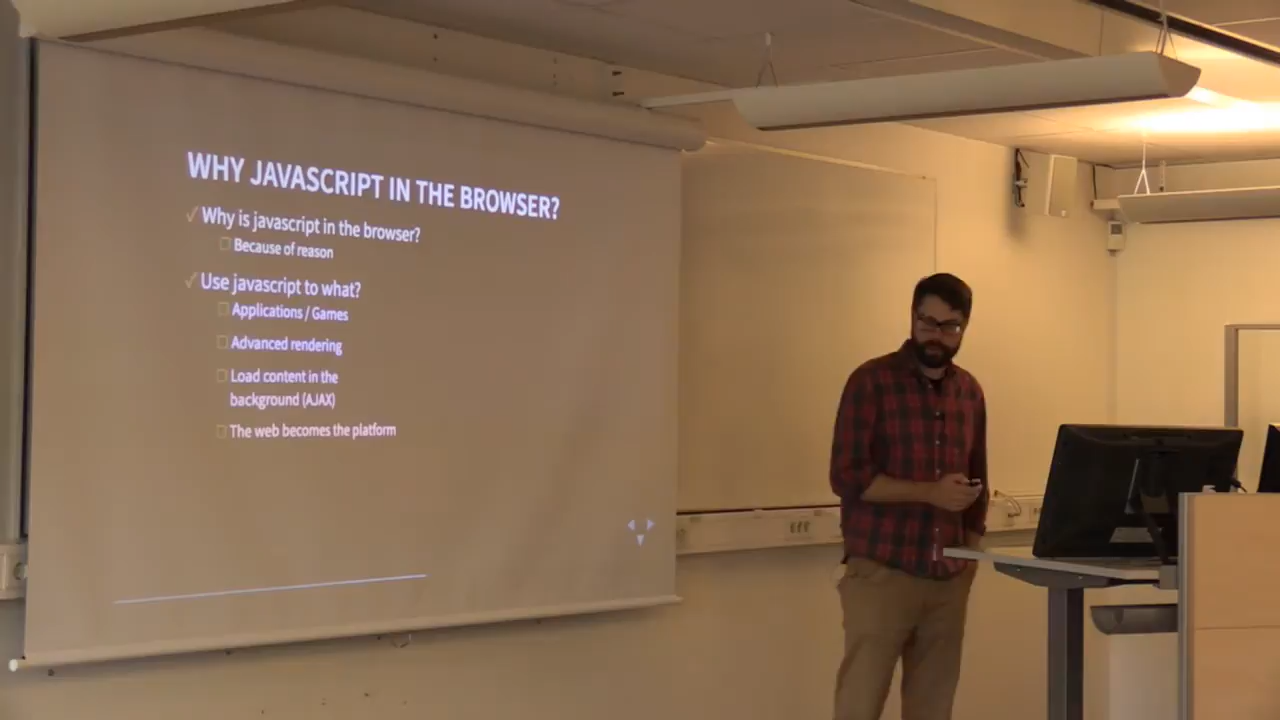 WHY JAVASCRIPT IN THE BROWSER?
Why is javascript in the browser?
Because of reason
Use javascript to what?
Applications / Games
Advanced rendering
Load content in the
background (AJAX)
The web becomes the platform